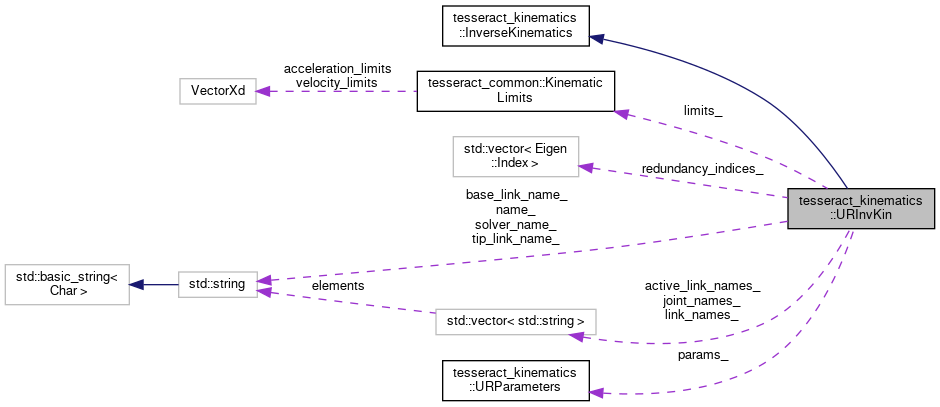 tesseract_kinematics
::InverseKinematics
acceleration_limits
velocity_limits
VectorXd
tesseract_common::Kinematic
Limits
limits_
std::vector< Eigen
::Index >
redundancy_indices_
tesseract_kinematics
::URInvKin
base_link_name_
name_
solver_name_
tip_link_name_
std::basic_string<
Char >
std::string
elements
std::vector< std::string >
active_link_names_
joint_names_
link_names_
params_
tesseract_kinematics
::URParameters